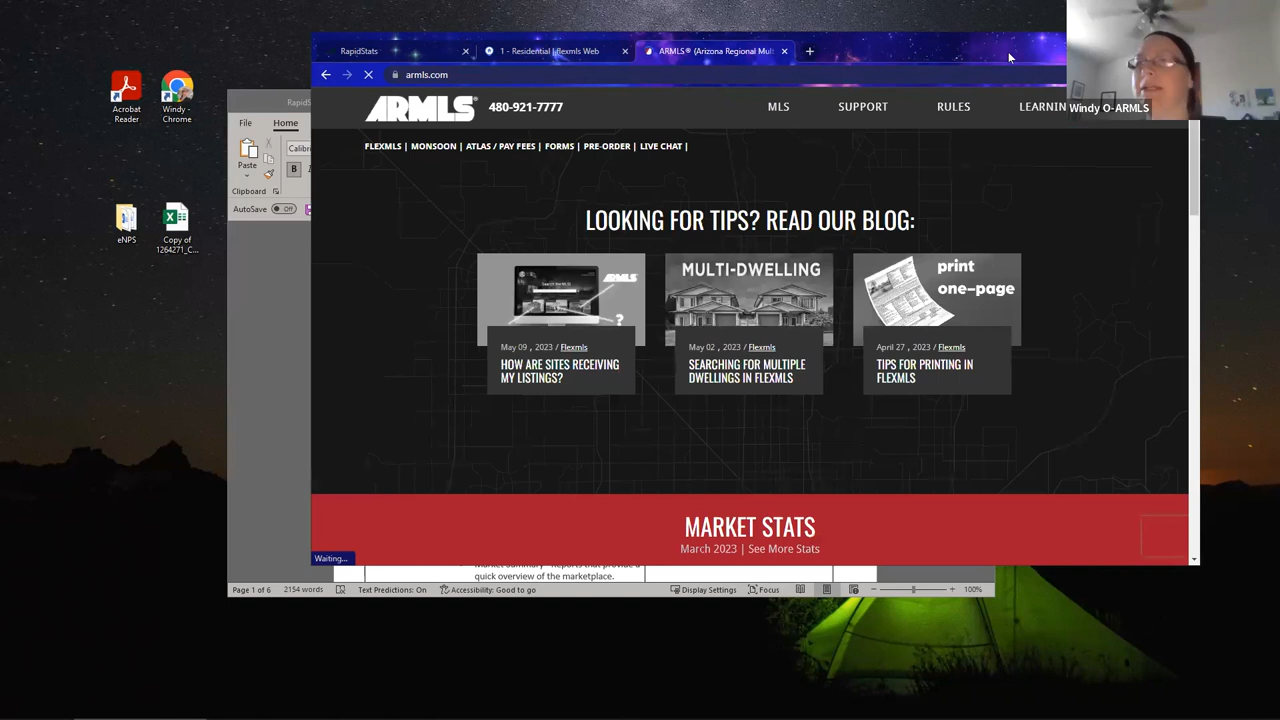 RapidStats
1 - Residential | flexmls Web
ARMLS® (Arizona Regional Mult
armls.com
Acrobat
Reader
Windy -
Chrome
eNPS
Copy of
1264271_C...
RapidS
File
Home
Paste
Calibri
B
Clipboard
AutoSave
Off
ARMLS®
480-921-7777
MLS
SUPPORT
RULES
LEARNIN
Windy O-ARMLS
FLEXMLS | MONSOON | ATLAS / PAY FEES | FORMS | PRE-ORDER | LIVE CHAT |
LOOKING FOR TIPS? READ OUR BLOG:
ARMLS
?
MULTI-DWELLING
print
one-page
May 09 , 2023 / Flexmls
HOW ARE SITES RECEIVING
MY LISTINGS?
May 02 , 2023 / Flexmls
SEARCHING FOR MULTIPLE
DWELLINGS IN FLEXMLS
April 27 , 2023 / Flexmls
TIPS FOR PRINTING IN
FLEXMLS
MARKET STATS
March 2023 | See More Stats
Waiting...
quick overview of the marketplace.
Page 1 of 6
2154 words
Text Predictions: On
Accessibility: Good to go
Display Settings
Focus
100%